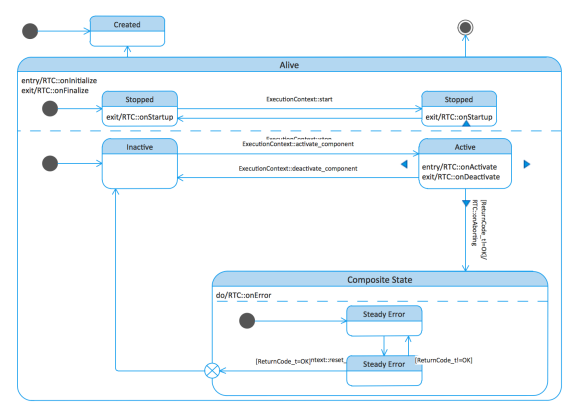 Created
Alive
entry/RTC::onInitialize
exit/RTC::onFinalize
Stopped
exit/RTC::onStartup
ExecutionContext::start
Stopped
exit/RTC::onStartup
Inactive
ExecutionContext::activate_component
ExecutionContext::deactivate_component
Active
entry/RTC::onActivate
exit/RTC::onDeactivate
[ReturnCode_t!=OK]/
RTC::onAborting
Composite State
do/RTC::onError
Steady Error
[ReturnCode_t=OK]
Steady Error
[ReturnCode_t!=OK]